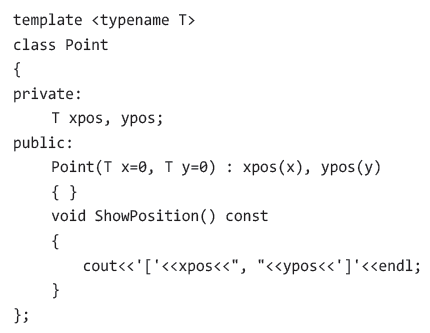 template <typename T>
class Point
{
private:
    T xpos, ypos;
public:
    Point(T x=0, T y=0) : xpos(x), ypos(y)
    { }
    void ShowPosition() const
    {
        cout<<'['<<xpos<<", "<<ypos<<']'<<endl;
    }
};